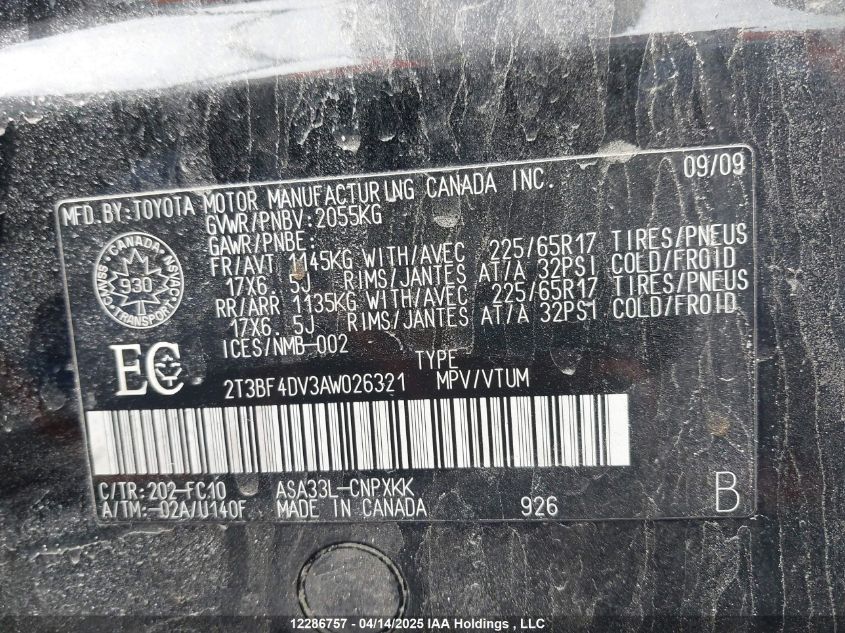 MFD. BY: TOYOTA MOTOR MANUFACTURING CANADA INC. 09/09
GVWR/PNBV: 2055KG
GAWR/PNBE:
FR/AVT 1145KG WITH/AVEC 225/65R17 TIRES/PNEUS
17X6. 5J RIMS/JANTES AT/A 32PSI COLD/FROID
RR/ARR 1135KG WITH/AVEC 225/65R17 TIRES/PNEUS
17X6. 5J RIMS/JANTES AT/A 32PSI COLD/FROID
CANADA
CMVSS 930 NSVAC
TRANSPORT
ICES/NMB-002
EC TYPE
2T3BF4DV3AW026321 MPV/VTUM
C/TR: 202-FC10 ASA33L-CNPXKK
A/TM: -02A/U140F MADE IN CANADA 926 B
12286757 - 04/14/2025 IAA Holdings , LLC